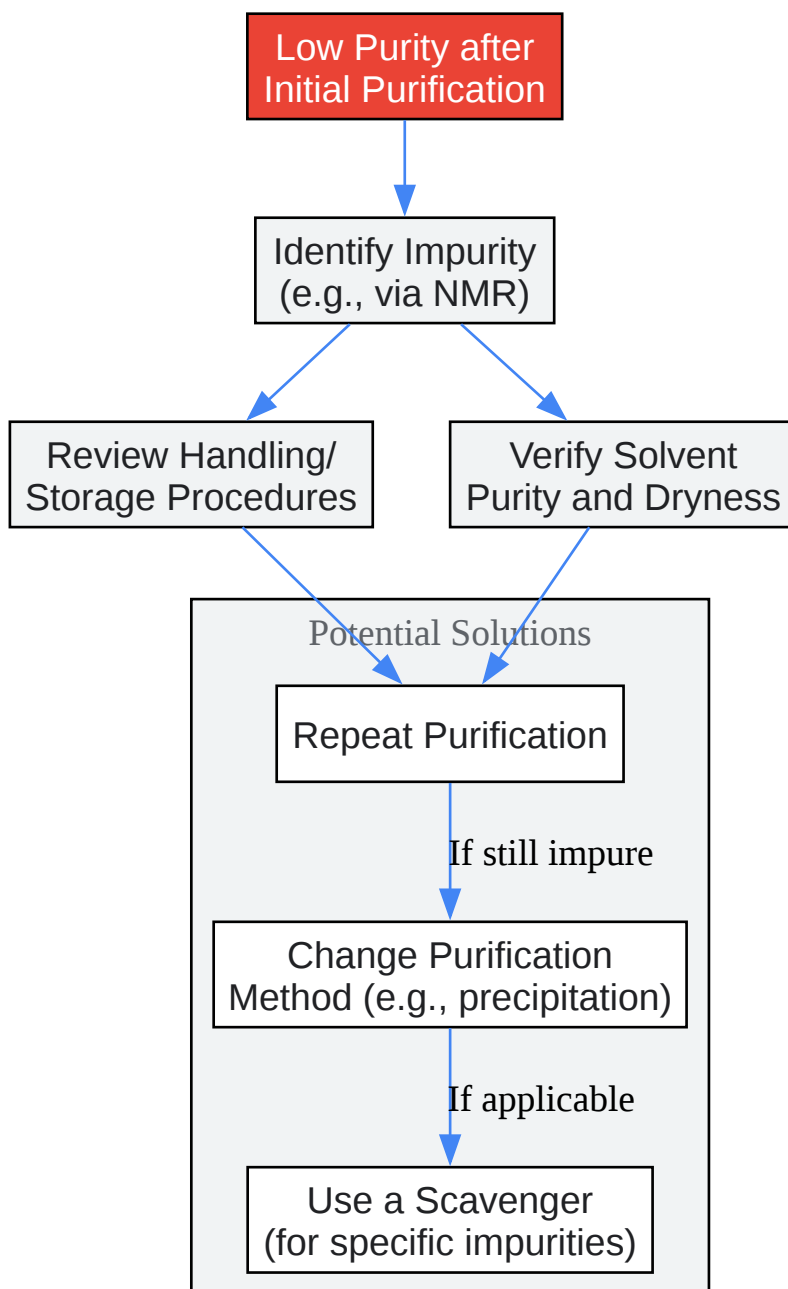 Low Purity after
Initial Purification
Identify Impurity
(e.g., via NMR)
Review Handling/
Storage Procedures
Verify Solvent
Purity and Dryness
Potential Solutions
Repeat Purification
If still impure
Change Purification
Method (e.g., precipitation)
If applicable
Use a Scavenger
(for specific impurities)